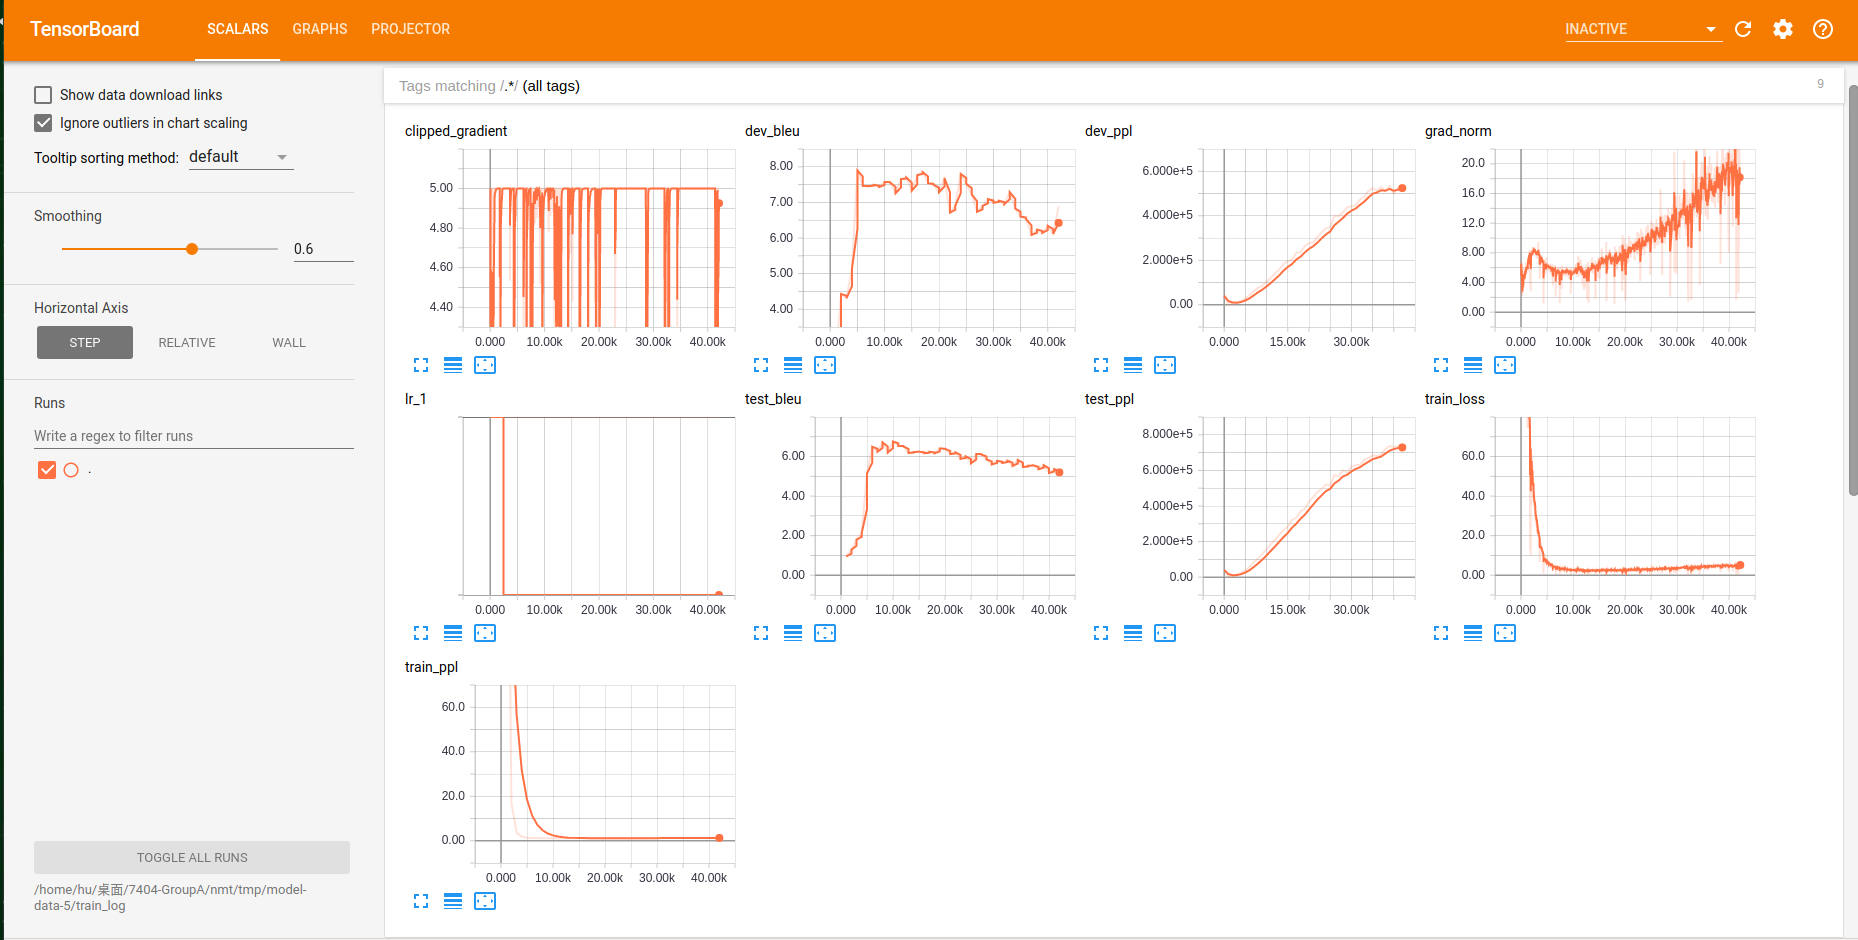 TensorBoard SCALARS GRAPHS PROJECTOR INACTIVE
Show data download links
Ignore outliers in chart scaling
Tooltip sorting method: default
Smoothing
0.6
Horizontal Axis
STEP RELATIVE WALL
Runs
Write a regex to filter runs
.
TOGGLE ALL RUNS
/home/hu/桌面/7404-GroupA/nmt/tmp/model-
data-5/train_log
Tags matching /.*/ (all tags) 9
clipped_gradient
5.00
4.80
4.60
4.40
0.000 10.00k 20.00k 30.00k 40.00k
dev_bleu
8.00
7.00
6.00
5.00
4.00
0.000 10.00k 20.00k 30.00k 40.00k
dev_ppl
6.000e+5
4.000e+5
2.000e+5
0.00
0.000 15.00k 30.00k
grad_norm
20.0
16.0
12.0
8.00
4.00
0.00
0.000 10.00k 20.00k 30.00k 40.00k
lr_1
0.000 10.00k 20.00k 30.00k 40.00k
test_bleu
6.00
4.00
2.00
0.00
0.000 10.00k 20.00k 30.00k 40.00k
test_ppl
8.000e+5
6.000e+5
4.000e+5
2.000e+5
0.00
0.000 15.00k 30.00k
train_loss
60.0
40.0
20.0
0.00
0.000 10.00k 20.00k 30.00k 40.00k
train_ppl
60.0
40.0
20.0
0.00
0.000 10.00k 20.00k 30.00k 40.00k